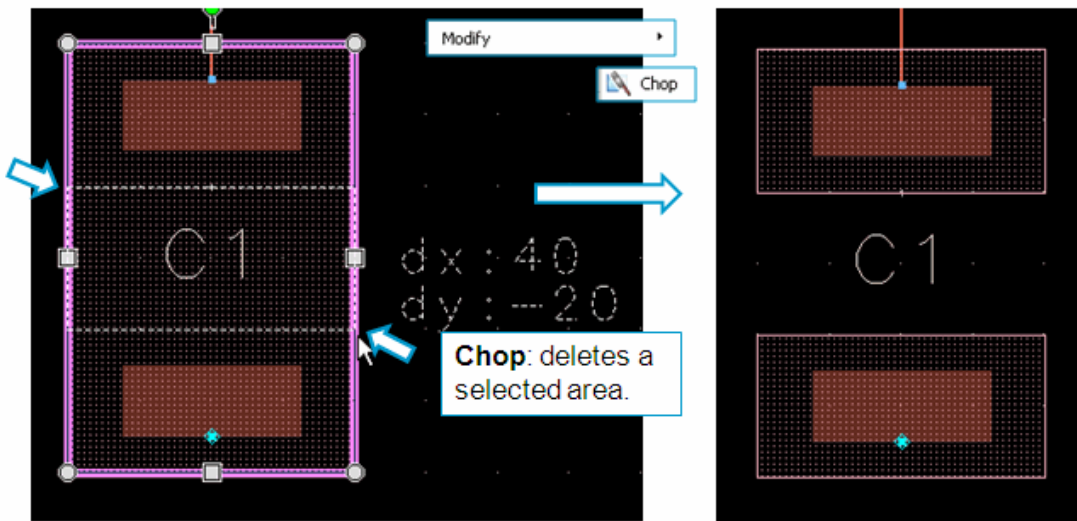 Modify
Chop
C1
dx:40
dy:-20
Chop: deletes a
selected area.
C1